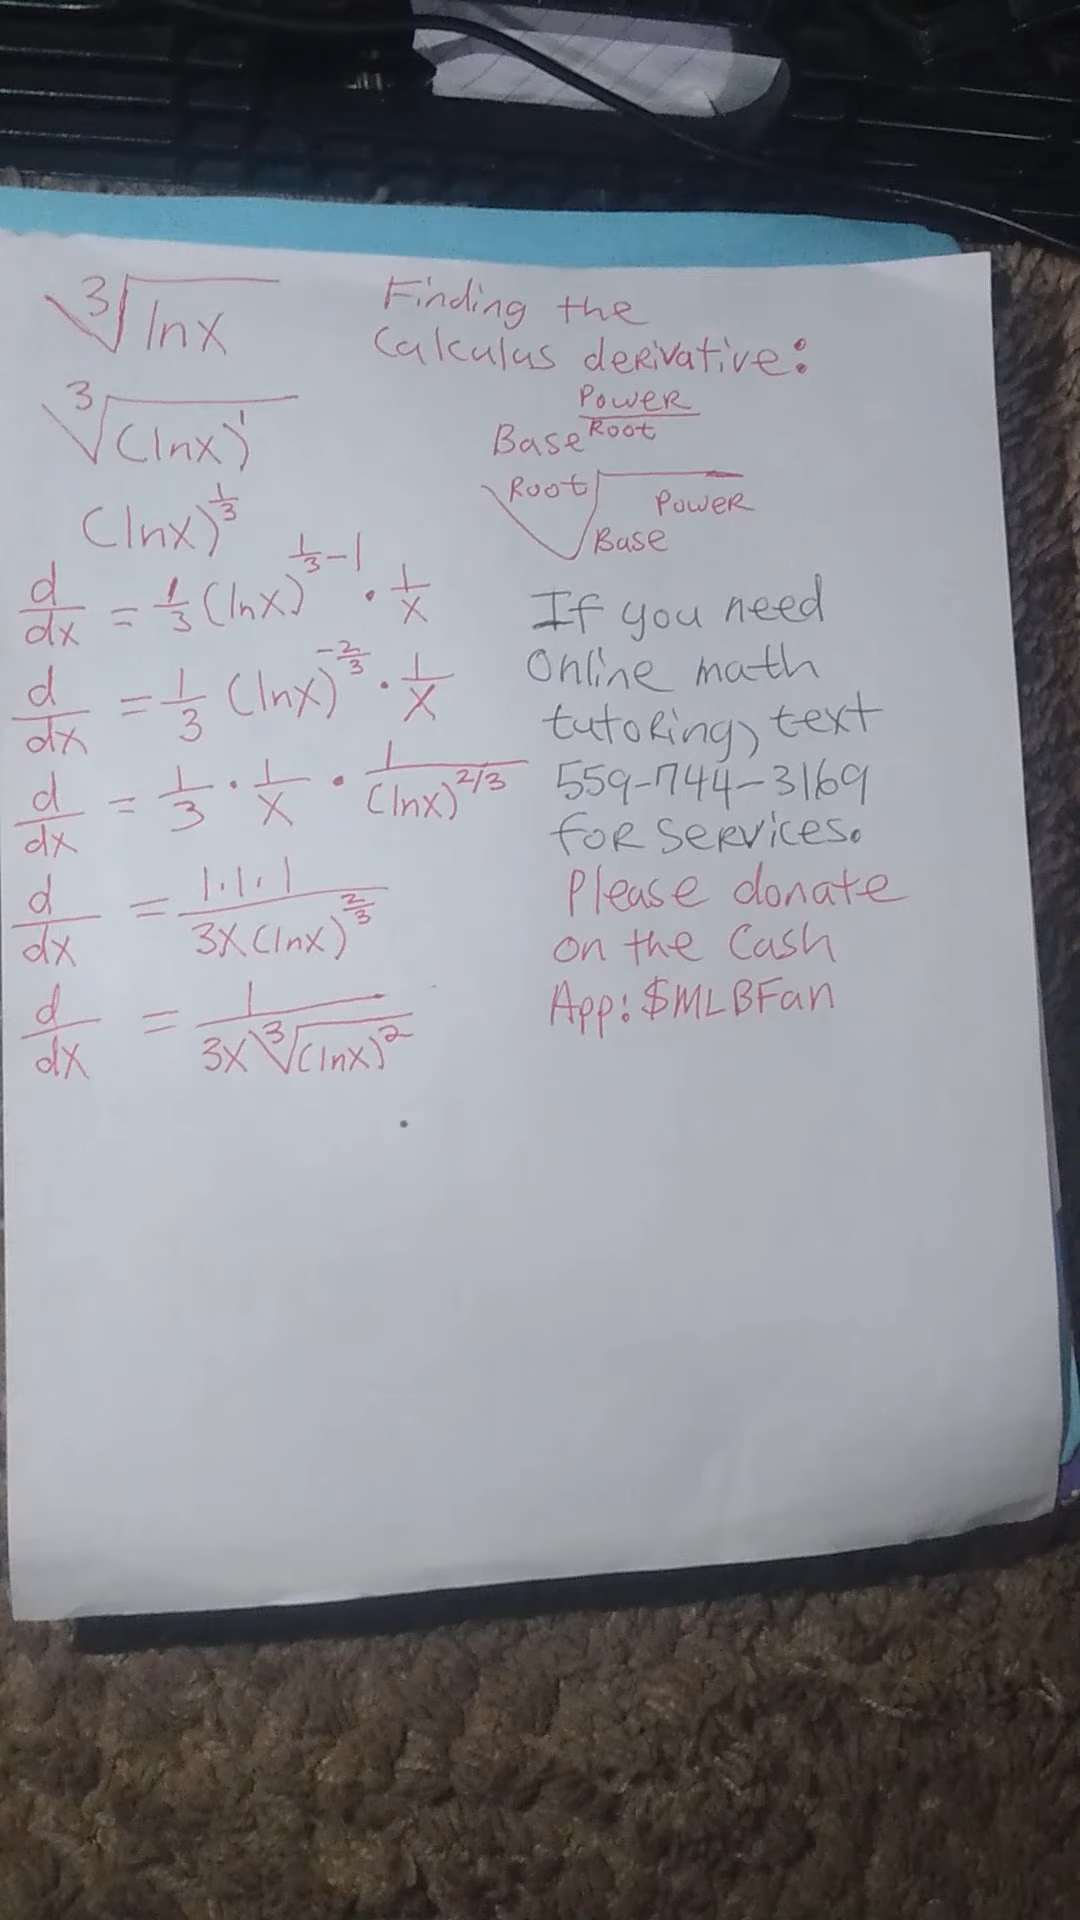 ∛ln x
∛(ln x)¹
(ln x)^(1/3)
d/dx = 1/3 (ln x)^(1/3 - 1) · 1/x
d/dx = 1/3 (ln x)^(-2/3) · 1/x
d/dx = 1/3 · 1/x · 1/(ln x)^(2/3)
d/dx = 1·1·1/3x(ln x)^(2/3)
d/dx = 1/3x∛(ln x)²
Finding the
Calculus derivative:
Base^(Power/Root)
Root
Power
Base
If you need
Online math
tutoring, text
559-744-3169
for services.
Please donate
on the Cash
App: $MLBFan